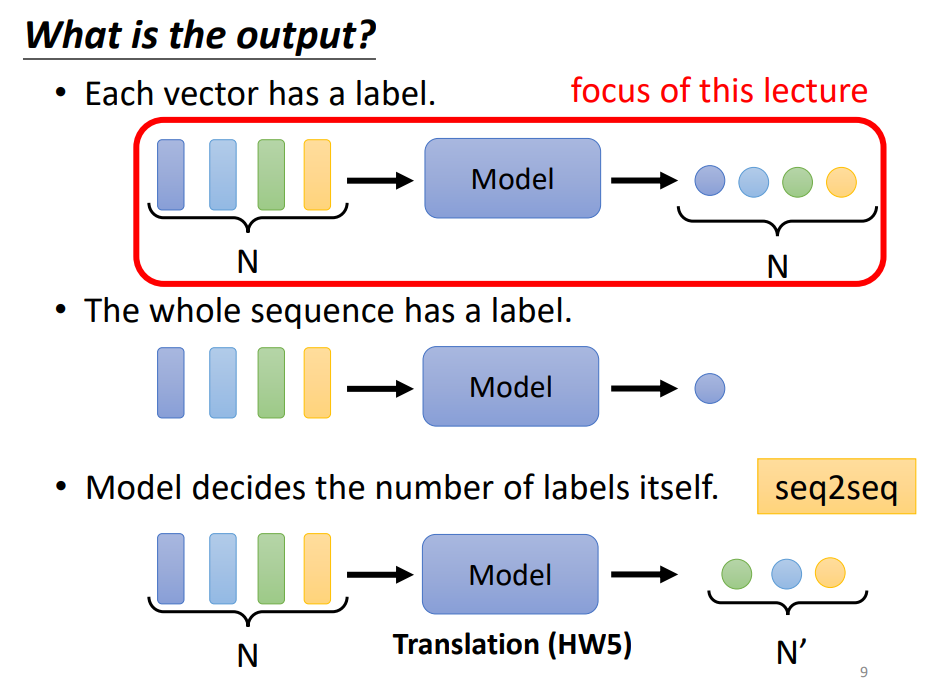 What is the output?
• Each vector has a label.
focus of this lecture
Model
N
N
• The whole sequence has a label.
Model
• Model decides the number of labels itself.
seq2seq
Model
N
Translation (HW5)
N’
9